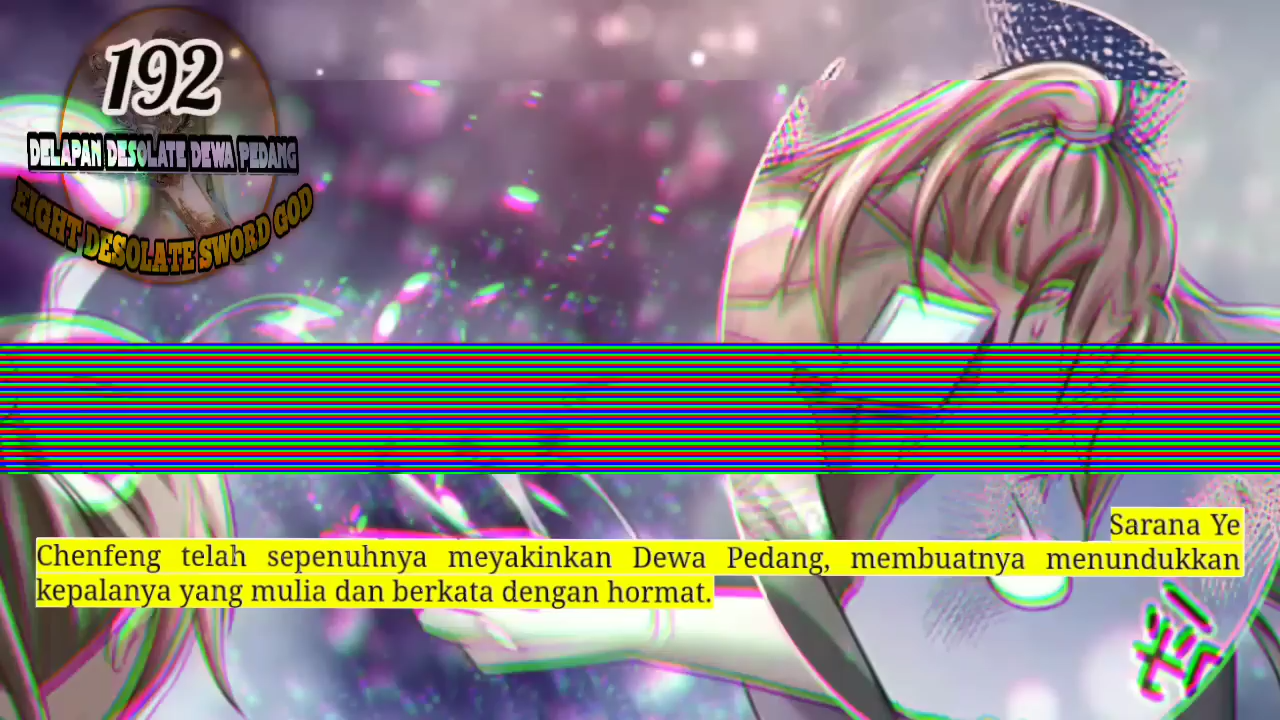 192
DELAPAN DESOLATE DEWA PEDANG
EIGHT DESOLATE SWORD GOD
Sarana Ye
Chenfeng telah sepenuhnya meyakinkan Dewa Pedang, membuatnya menundukkan
kepalanya yang mulia dan berkata dengan hormat.